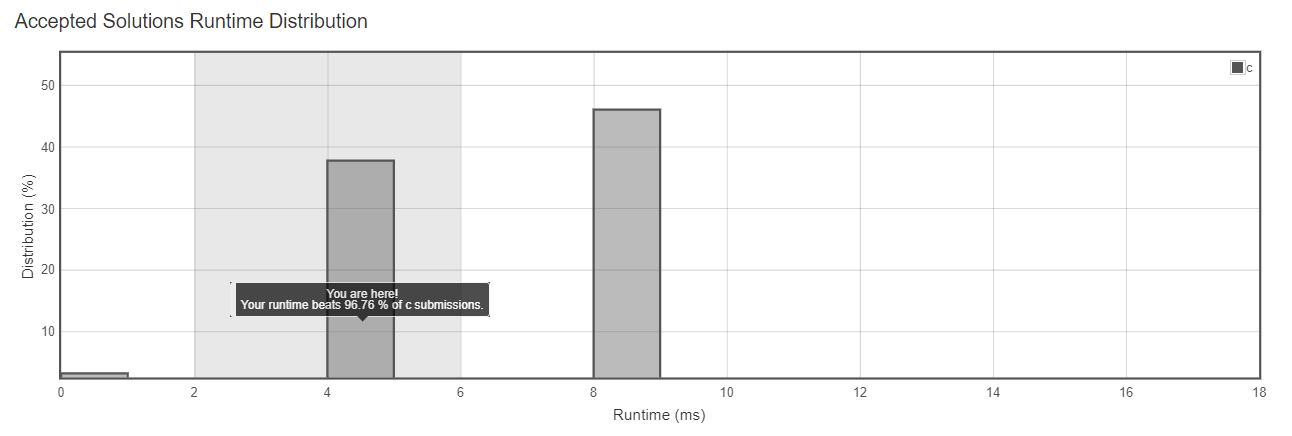 Accepted Solutions Runtime Distribution
c
50
40
30
20
10
Distribution (%)
You are here!
Your runtime beats 96.76 % of c submissions.
0 2 4 6 8 10 12 14 16 18
Runtime (ms)